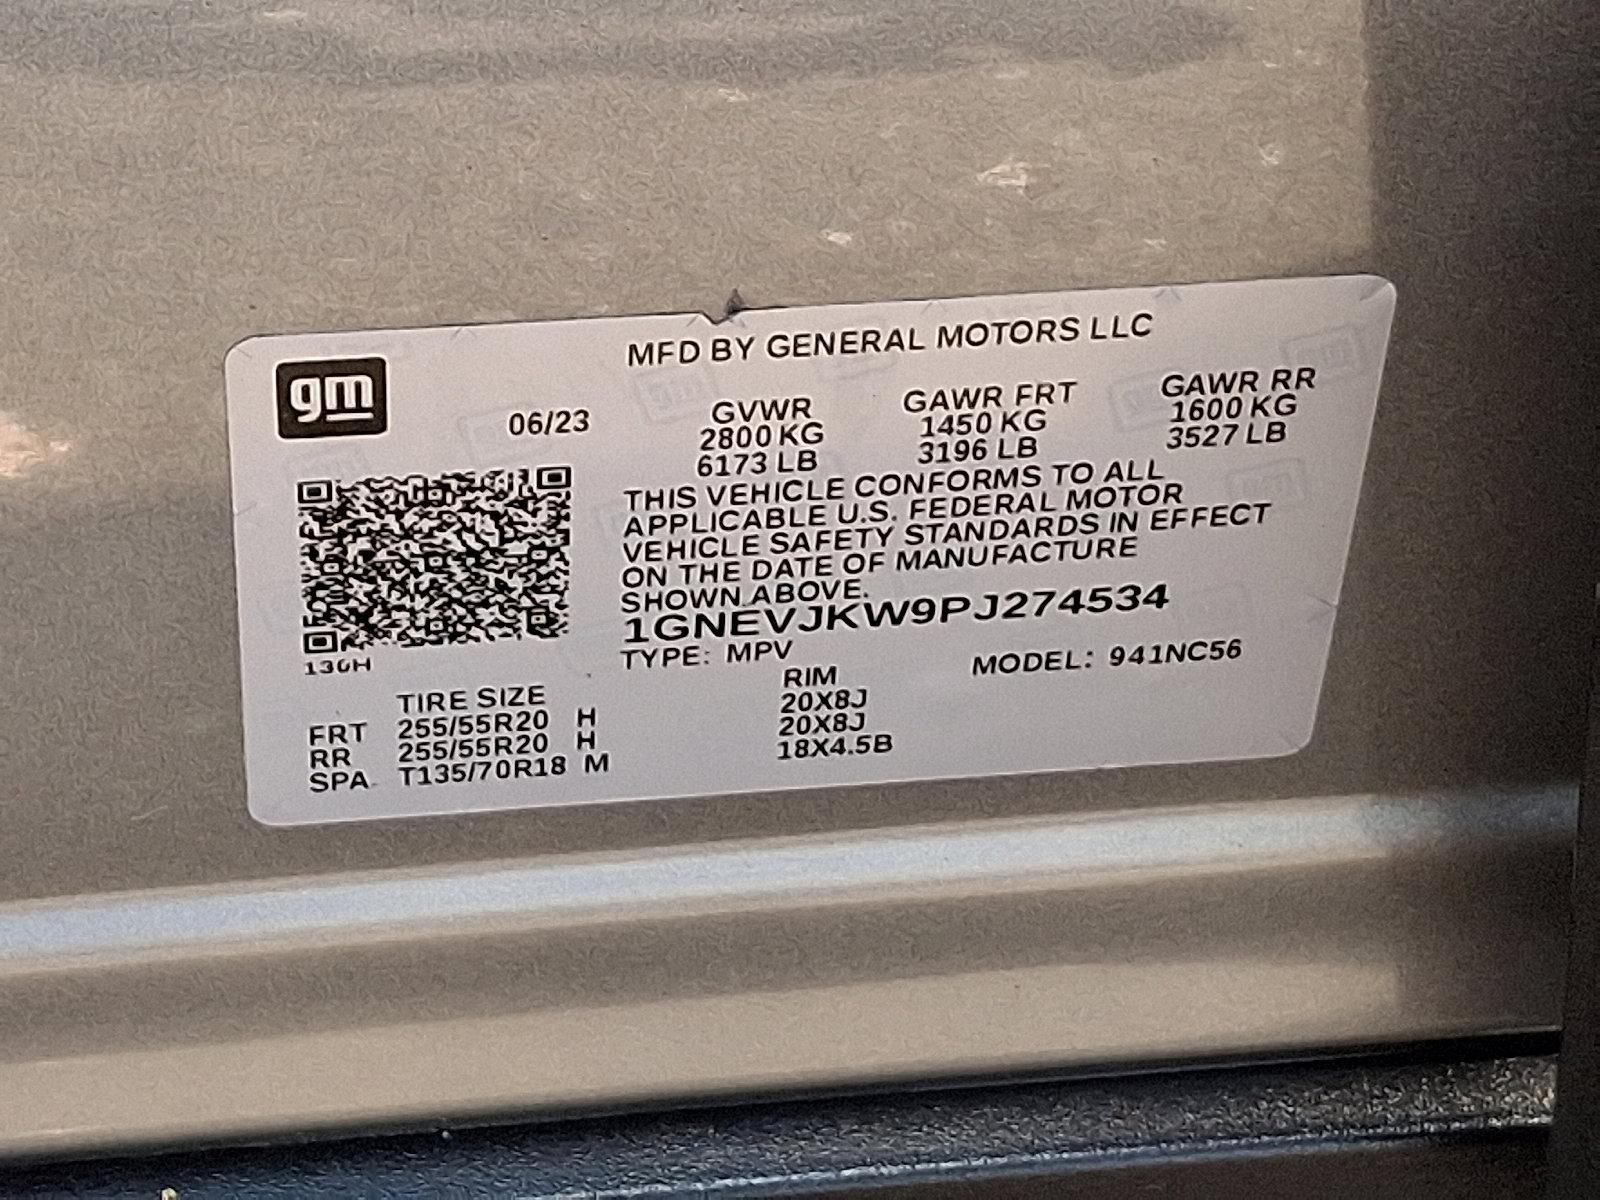 gm
MFD BY GENERAL MOTORS LLC
06/23
GVWR GAWR FRT GAWR RR
2800 KG 1450 KG 1600 KG
6173 LB 3196 LB 3527 LB
THIS VEHICLE CONFORMS TO ALL
APPLICABLE U.S. FEDERAL MOTOR
VEHICLE SAFETY STANDARDS IN EFFECT
ON THE DATE OF MANUFACTURE
SHOWN ABOVE.
1GNEVJKW9PJ274534
130H
TYPE: MPV MODEL: 941NC56
TIRE SIZE RIM
FRT 255/55R20 H 20X8J
RR 255/55R20 H 20X8J
SPA T135/70R18 M 18X4.5B